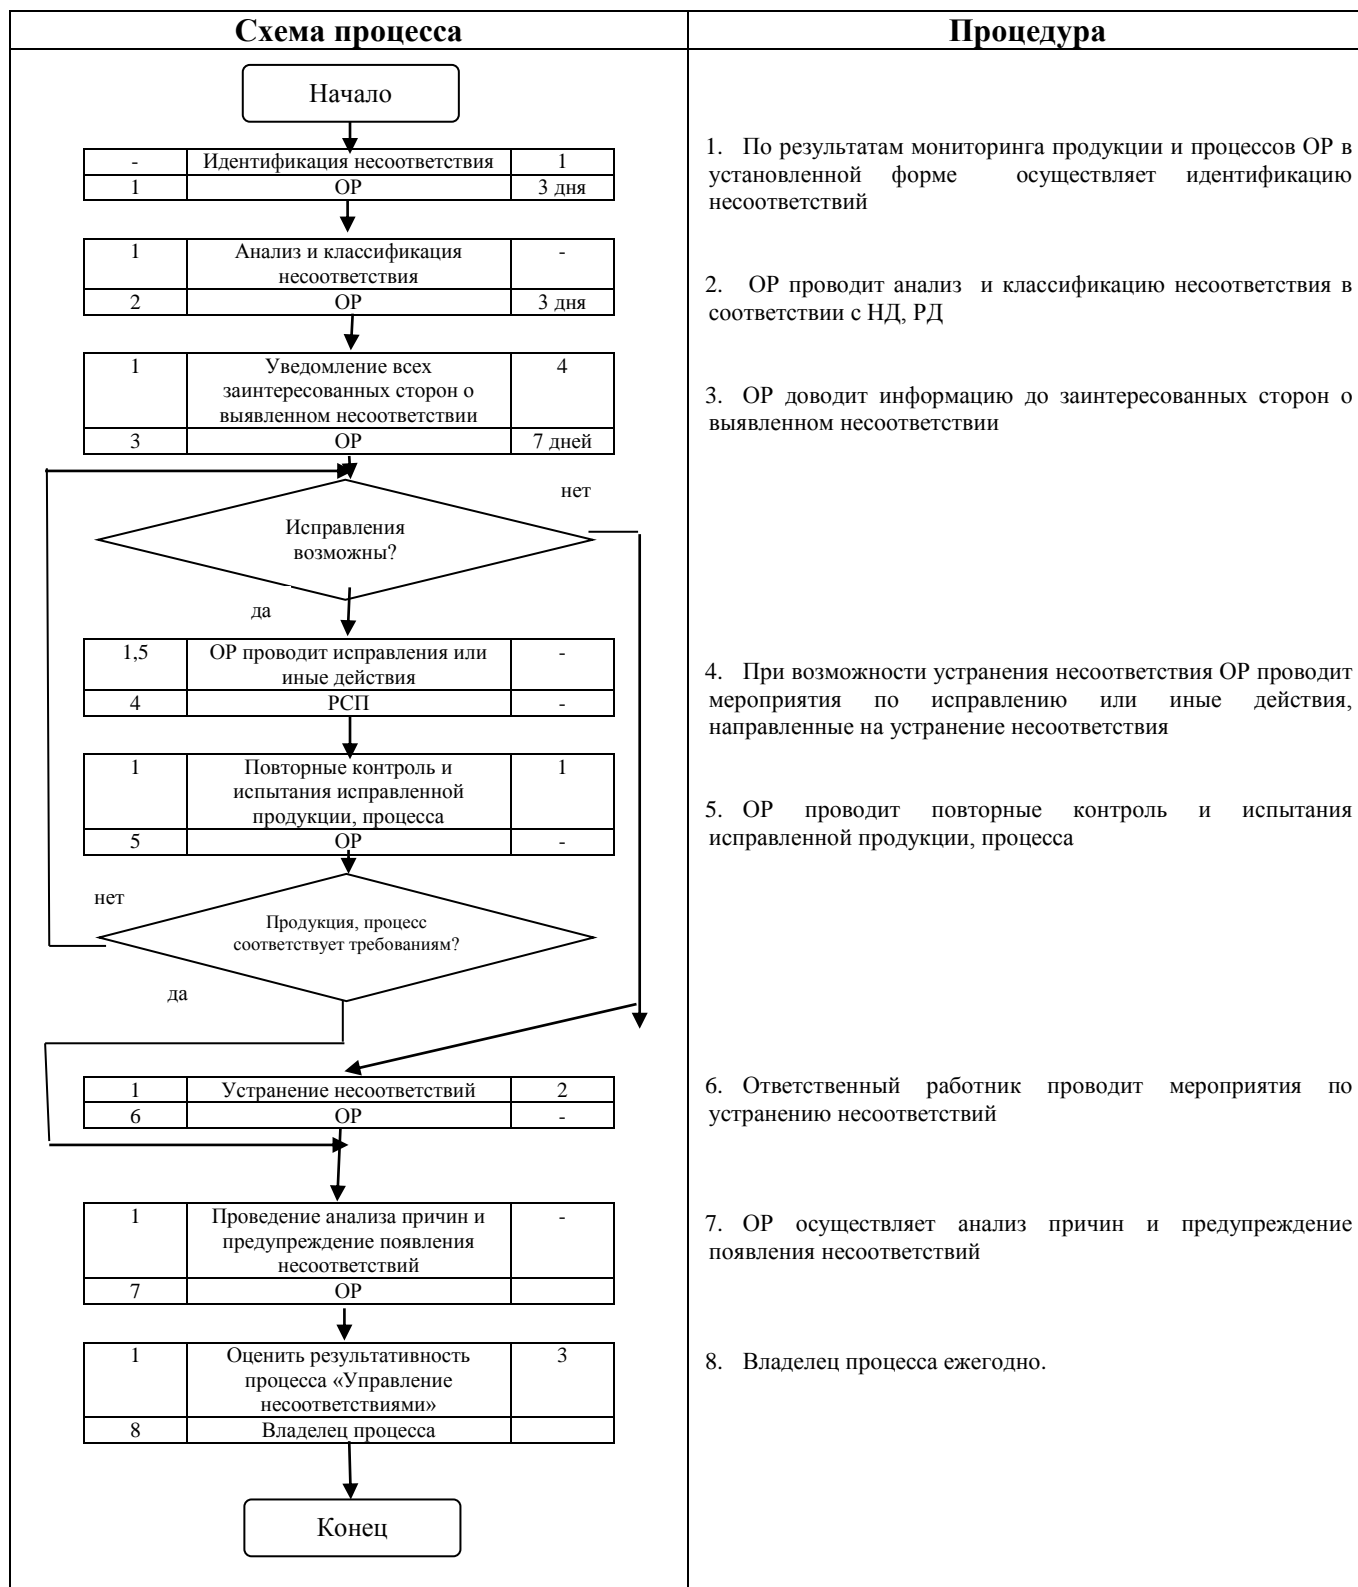 Схема процесса
Процедура
Начало
- Идентификация несоответствия 1
1 ОР 3 дня
1 Анализ и классификация -
несоответствия
2 ОР 3 дня
1 Уведомление всех 4
заинтересованных сторон о
выявленном несоответствии
3 ОР 7 дней
нет
Исправления
возможны?
да
1,5 ОР проводит исправления или -
иные действия
4 РСП -
1 Повторные контроль и 1
испытания исправленной
продукции, процесса
5 ОР -
нет
Продукция, процесс
соответствует требованиям?
да
1 Устранение несоответствий 2
6 ОР -
1 Проведение анализа причин и -
предупреждение появления
несоответствий
7 ОР
1 Оценить результативность 3
процесса «Управление
несоответствиями»
8 Владелец процесса
Конец
1. По результатам мониторинга продукции и процессов ОР в
установленной форме осуществляет идентификацию
несоответствий
2. ОР проводит анализ и классификацию несоответствия в
соответствии с НД, РД
3. ОР доводит информацию до заинтересованных сторон о
выявленном несоответствии
4. При возможности устранения несоответствия ОР проводит
мероприятия по исправлению или иные действия,
направленные на устранение несоответствия
5. ОР проводит повторные контроль и испытания
исправленной продукции, процесса
6. Ответственный работник проводит мероприятия по
устранению несоответствий
7. ОР осуществляет анализ причин и предупреждение
появления несоответствий
8. Владелец процесса ежегодно.